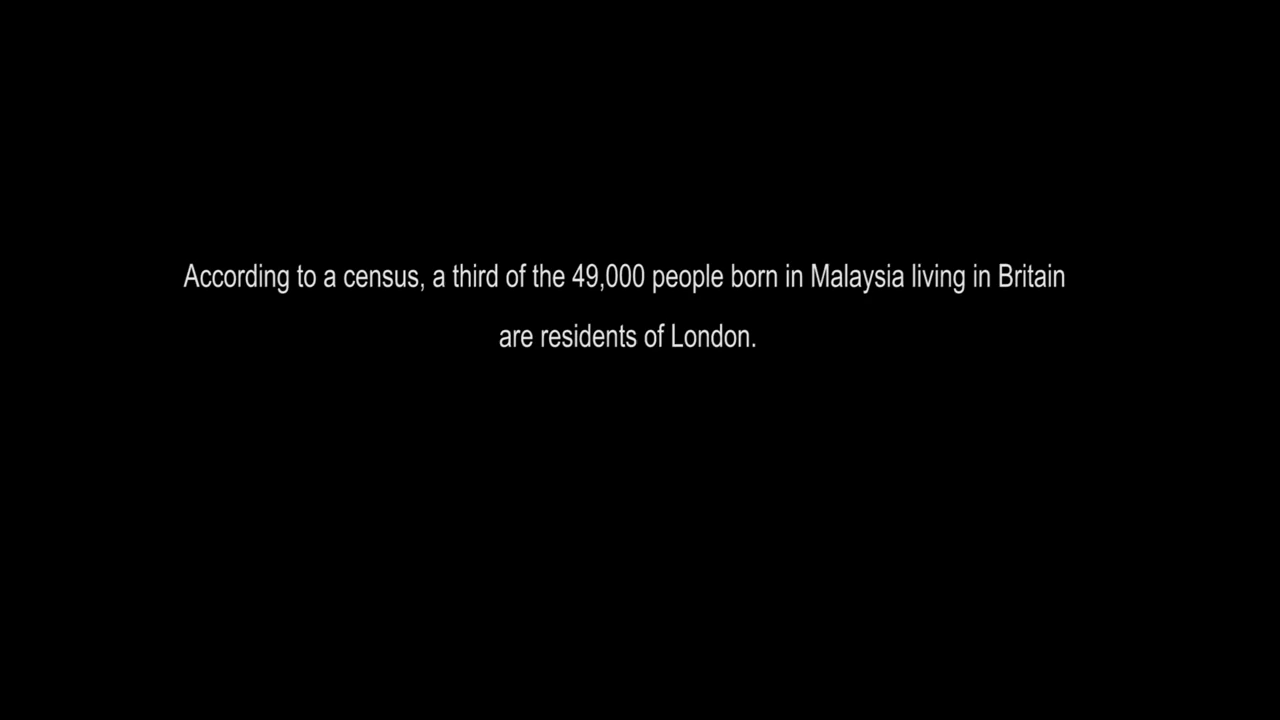 According to a census, a third of the 49,000 people born in Malaysia living in Britain
are residents of London.